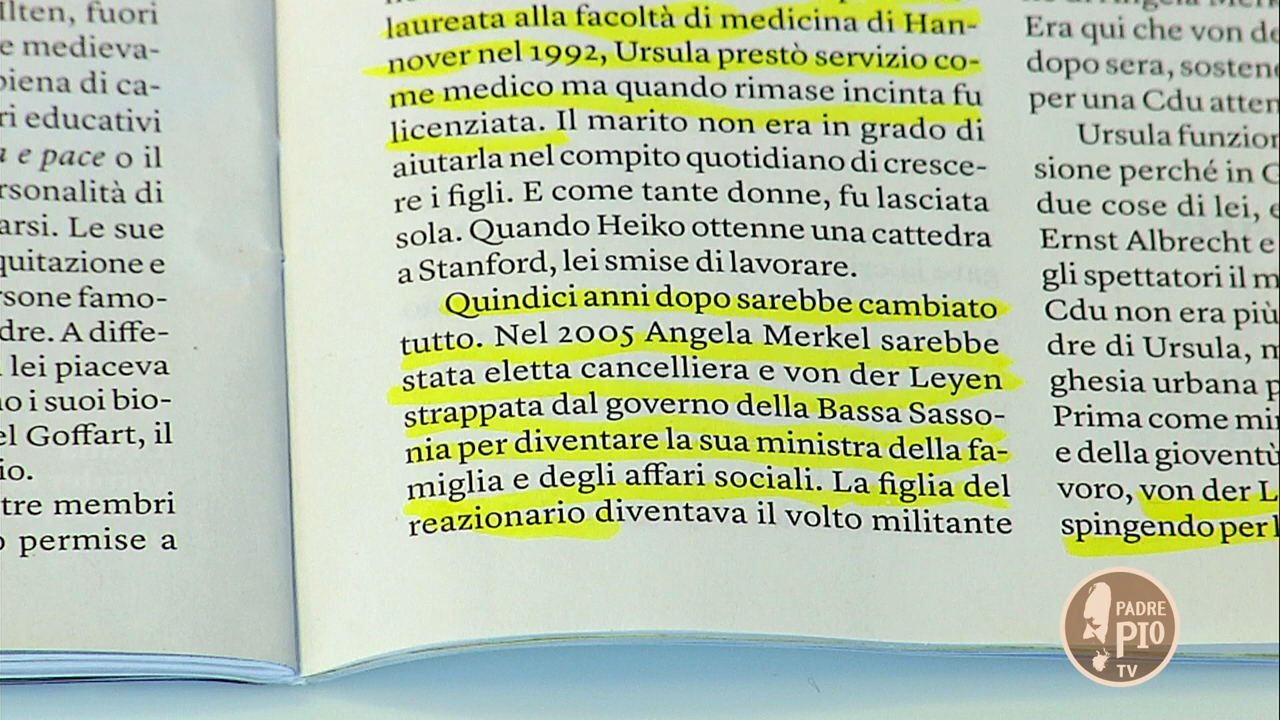 Ilten, fuori
e medieva-
piena di ca-
ri educativi
e pace o il
rsonalità di
arsi. Le sue
quitazione e
rsone famo-
dre. A diffe-
lei piaceva
no i suoi bio-
el Goffart, il
io.
tre membri
permise a
laureata alla facoltà di medicina di Han-
nover nel 1992, Ursula prestò servizio co-
me medico ma quando rimase incinta fu
licenziata. Il marito non era in grado di
aiutarla nel compito quotidiano di cresce-
re i figli. E come tante donne, fu lasciata
sola. Quando Heiko ottenne una cattedra
a Stanford, lei smise di lavorare.
Quindici anni dopo sarebbe cambiato
tutto. Nel 2005 Angela Merkel sarebbe
stata eletta cancelliera e von der Leyen
strappata dal governo della Bassa Sasso-
nia per diventare la sua ministra della fa-
miglia e degli affari sociali. La figlia del
reazionario diventava il volto militante
Era qui che von de
dopo sera, sostene
per una Cdu atten
Ursula funzion
sione perché in G
due cose di lei, e
Ernst Albrecht e
gli spettatori il m
Cdu non era più
dre di Ursula, m
ghesia urbana p
Prima come min
e della gioventù
voro, von der L
spingendo per l
PADRE
PIO
TV